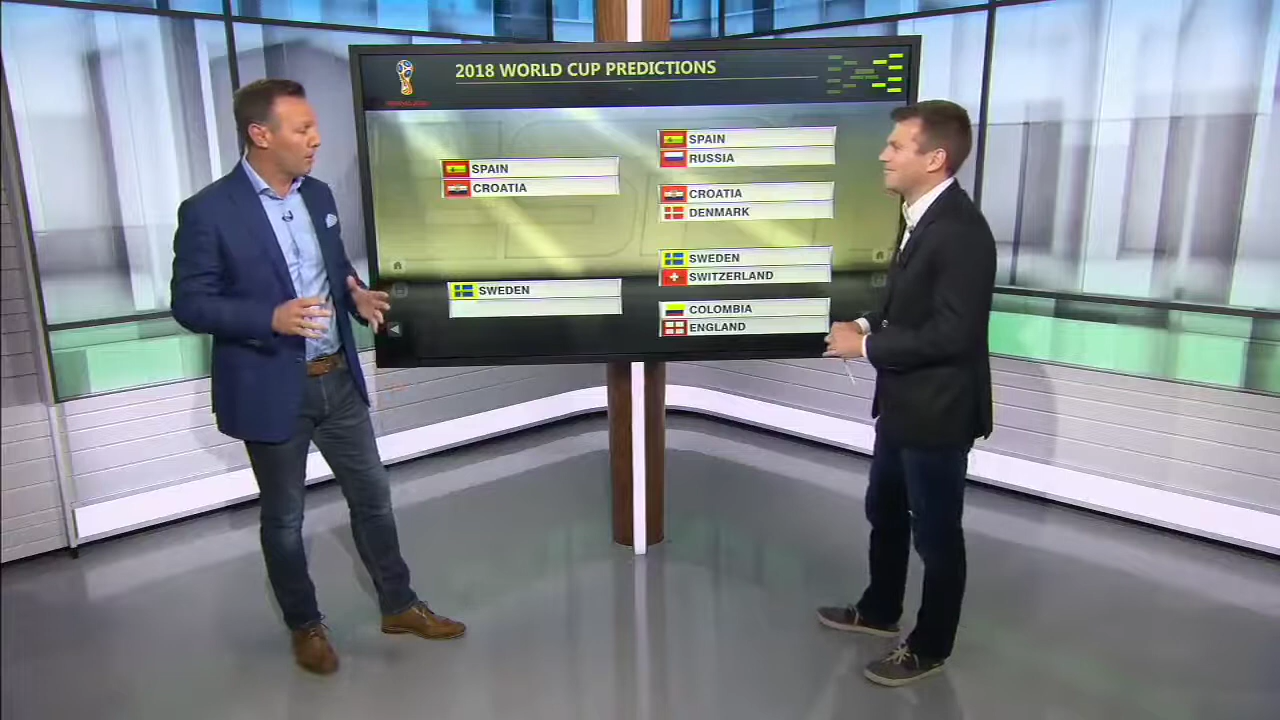 2018 WORLD CUP PREDICTIONS
SPAIN
CROATIA
SWEDEN
SPAIN
RUSSIA
CROATIA
DENMARK
SWEDEN
SWITZERLAND
COLOMBIA
ENGLAND